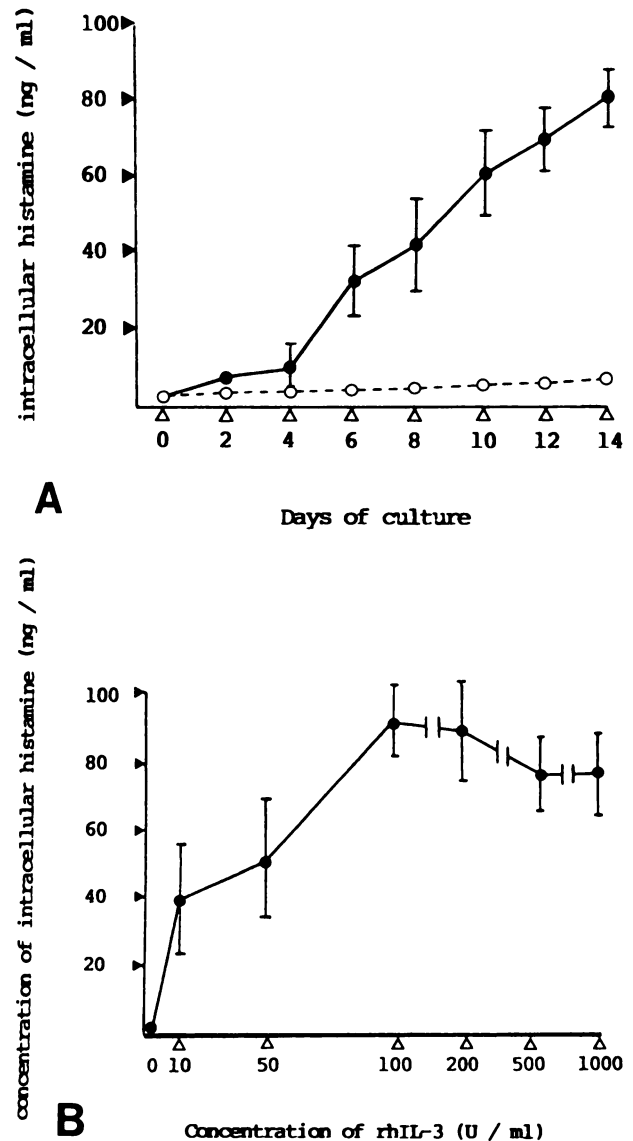 intracellular histamine (ng / ml)
100
80
60
40
20
0 2 4 6 8 10 12 14
A
Days of culture
concentration of intracellular histamine (ng / ml)
100
80
60
40
20
0 10 50 100 200 500 1000
B
Concentration of rhIL-3 (U / ml)